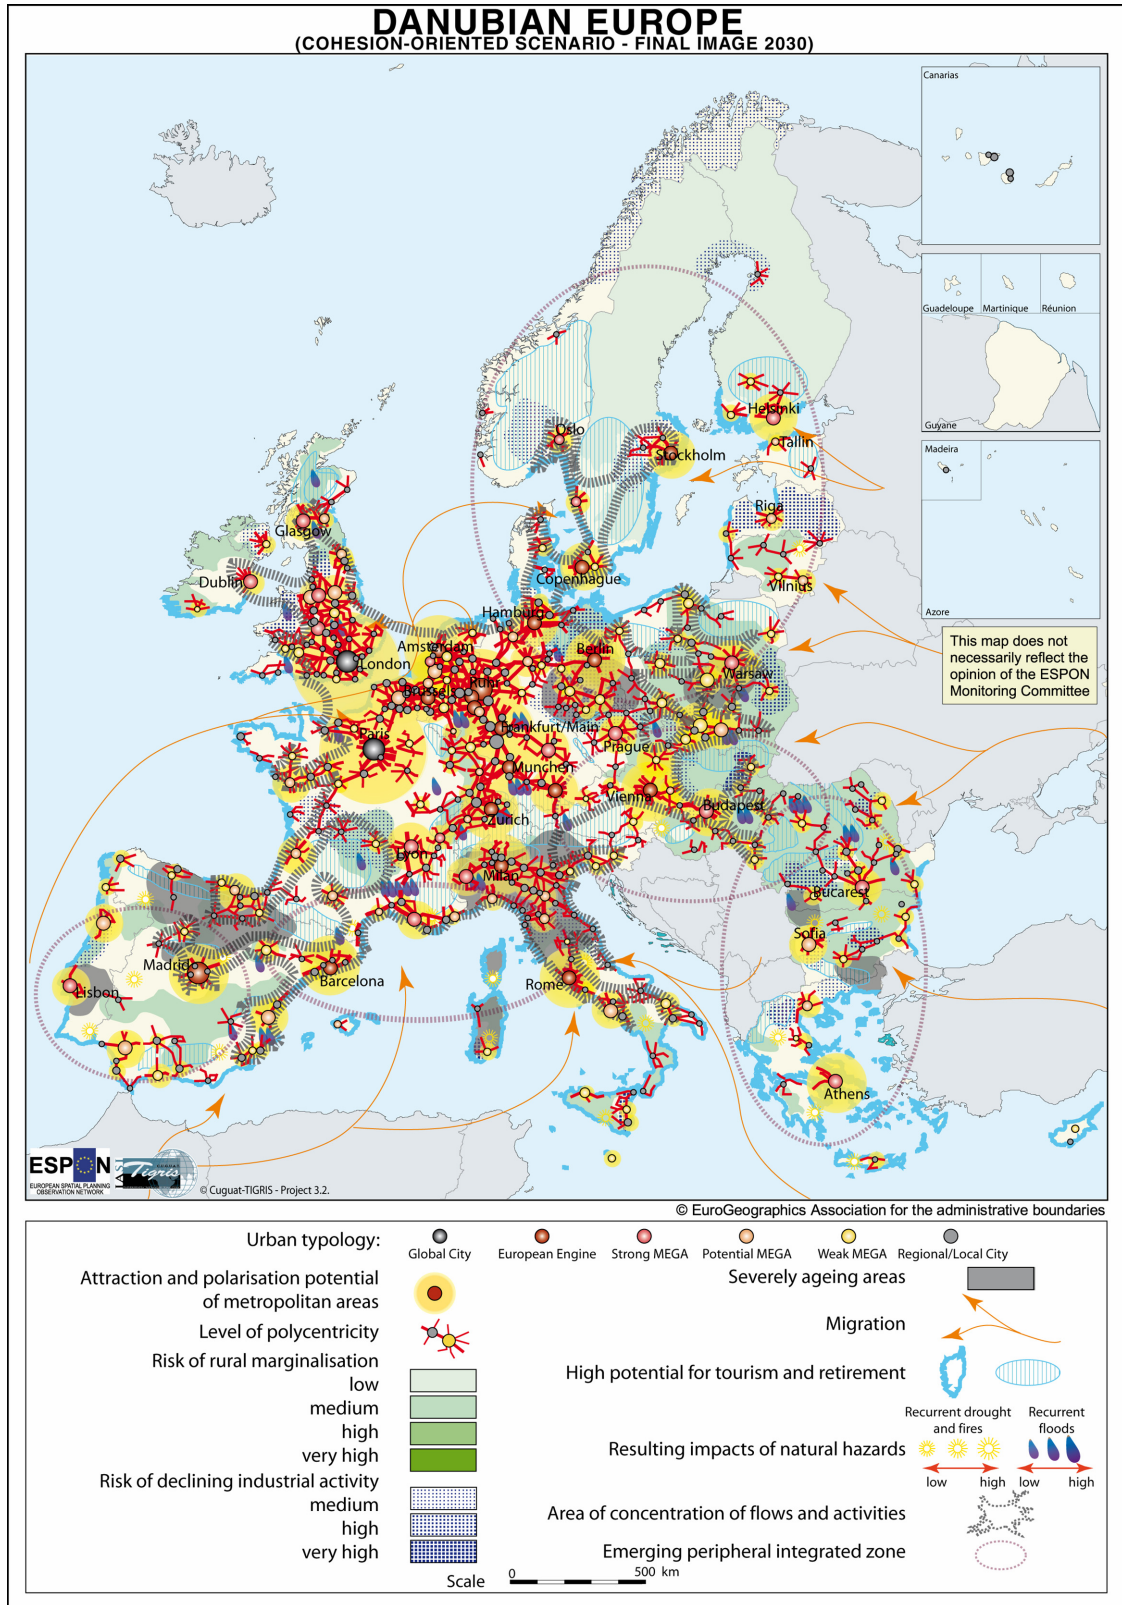 DANUBIAN EUROPE
(COHESION-ORIENTED SCENARIO - FINAL IMAGE 2030)
Canarias
Guadeloupe
Martinique
Réunion
Guyane
Madeira
Azore
This map does not
necessarily reflect the
opinion of the ESPON
Monitoring Committee
Helsinki
Oslo
Tallin
Stockholm
Riga
Glasgow
Copenhague
Dublin
Vilnius
Hamburg
Amsterdam
Berlin
London
Warsaw
Ruhr
Brussels
Frankfurt/Main
Paris
Prague
Munchen
Vienne
Budapest
Zurich
Lyon
Milan
Bucarest
Sofia
Madrid
Barcelona
Rome
Lisbon
Athens
ESPON
EUROPEAN SPATIAL PLANNING
OBSERVATION NETWORK
IASI
CUGUAT
Tigris
© Cuguat-TIGRIS - Project 3.2.
© EuroGeographics Association for the administrative boundaries
Urban typology:
Global City
European Engine
Strong MEGA
Potential MEGA
Weak MEGA
Regional/Local City
Attraction and polarisation potential
of metropolitan areas
Level of polycentricity
Risk of rural marginalisation
low
medium
high
very high
Risk of declining industrial activity
medium
high
very high
Severely ageing areas
Migration
High potential for tourism and retirement
Recurrent drought
and fires
Recurrent
floods
Resulting impacts of natural hazards
low
high
low
high
Area of concentration of flows and activities
Emerging peripheral integrated zone
Scale
0
500 km